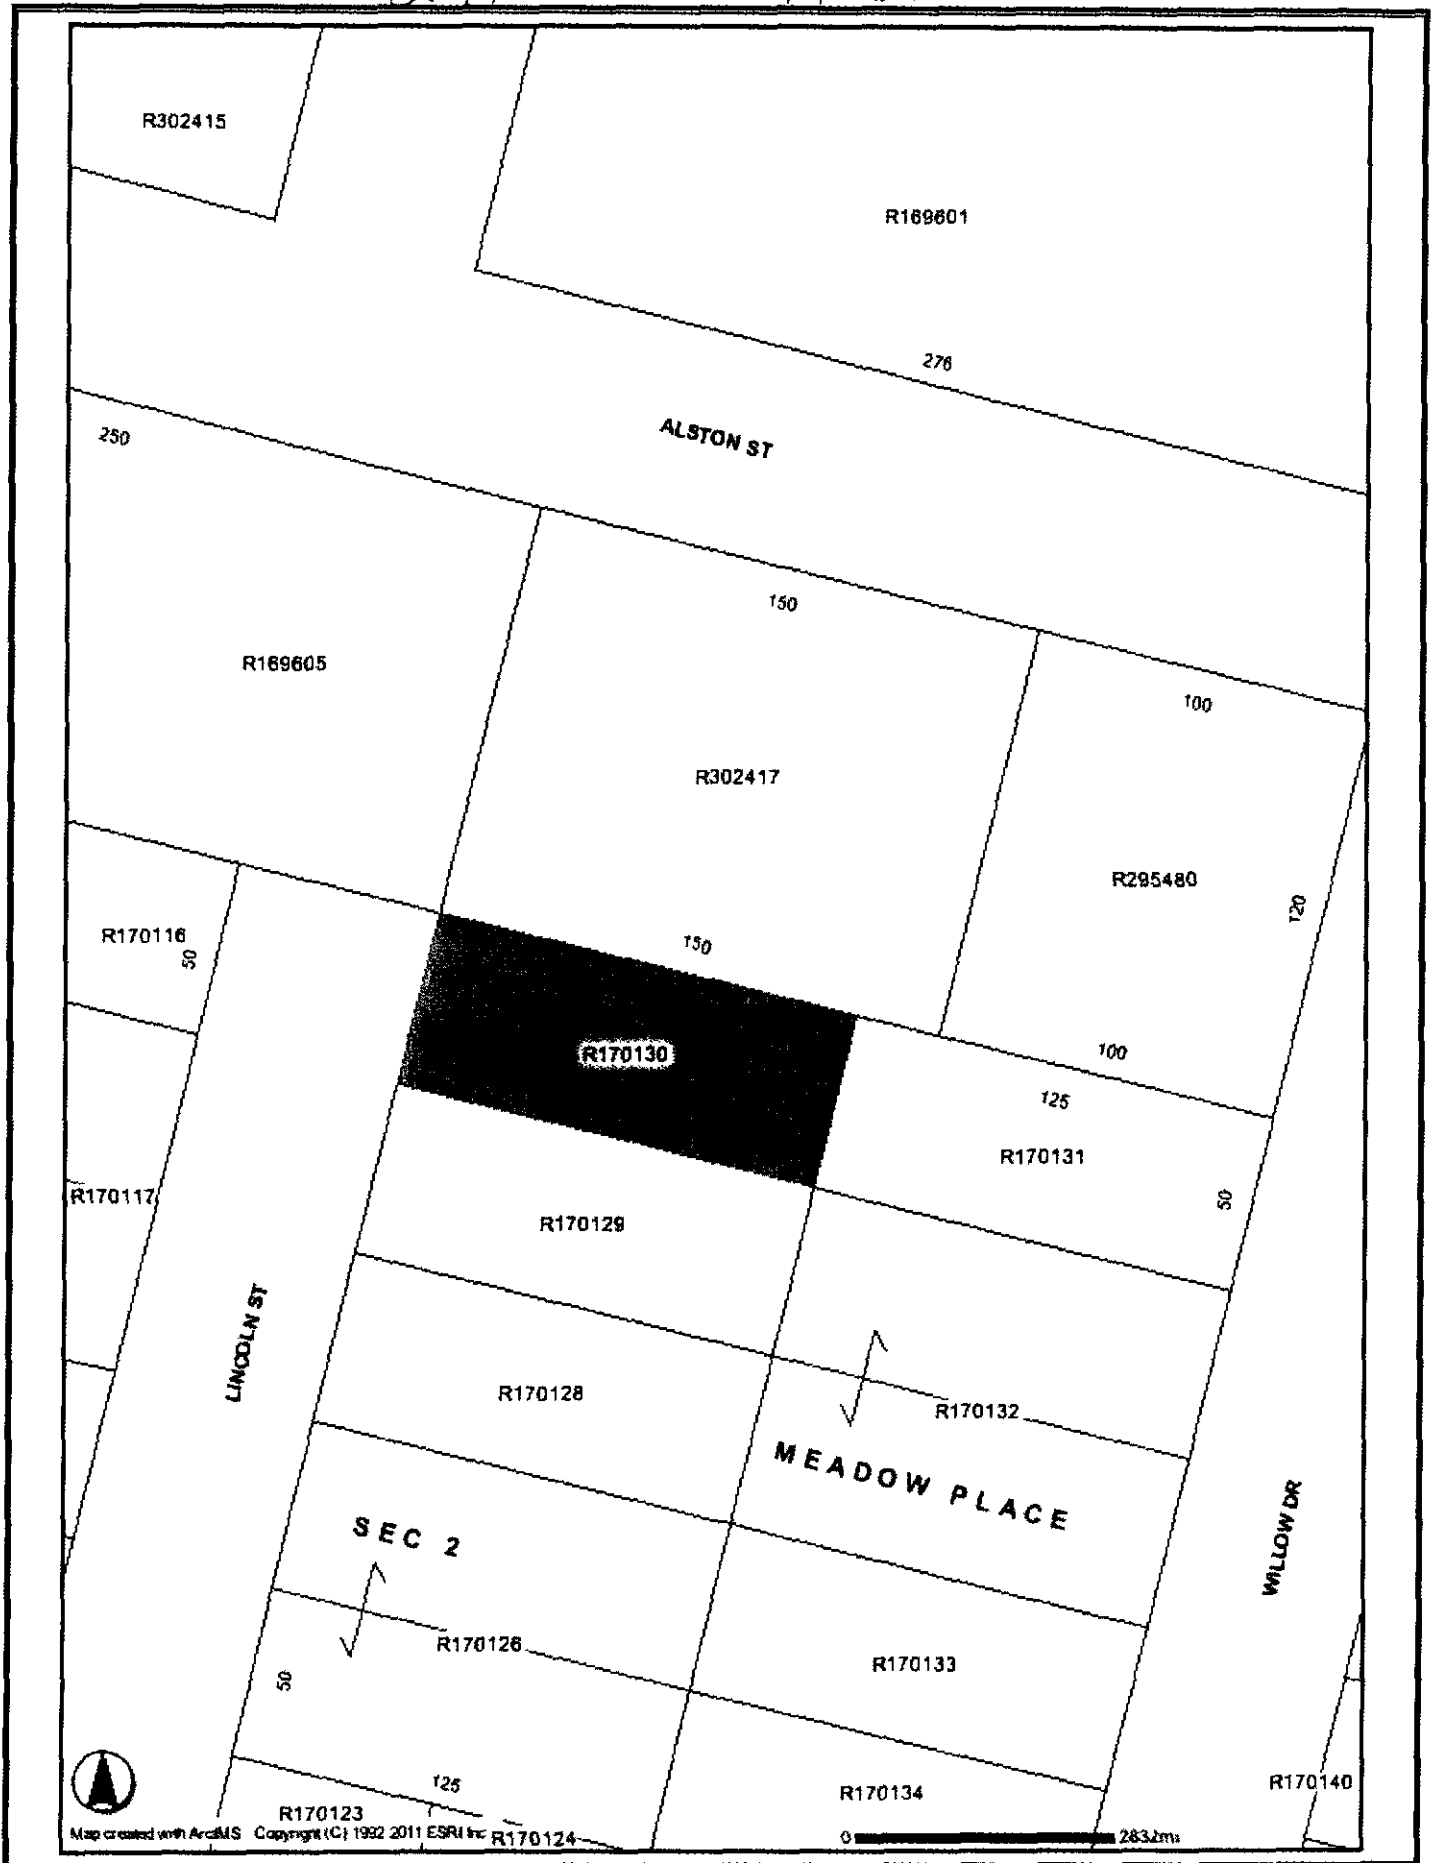 R302415
R169601
276
ALSTON ST
250
150
R169605
100
R302417
R295480
120
R170116
50
150
R170130
100
125
R170131
R170117
50
R170129
LINCOLN ST
R170128
R170132
MEADOW PLACE
SEC 2
WILLOW DR
R170126
R170133
50
R170140
125
R170134
R170123
Map created with ArcIMS Copyright (C) 1992 2011 ESRI Inc
R170124
0